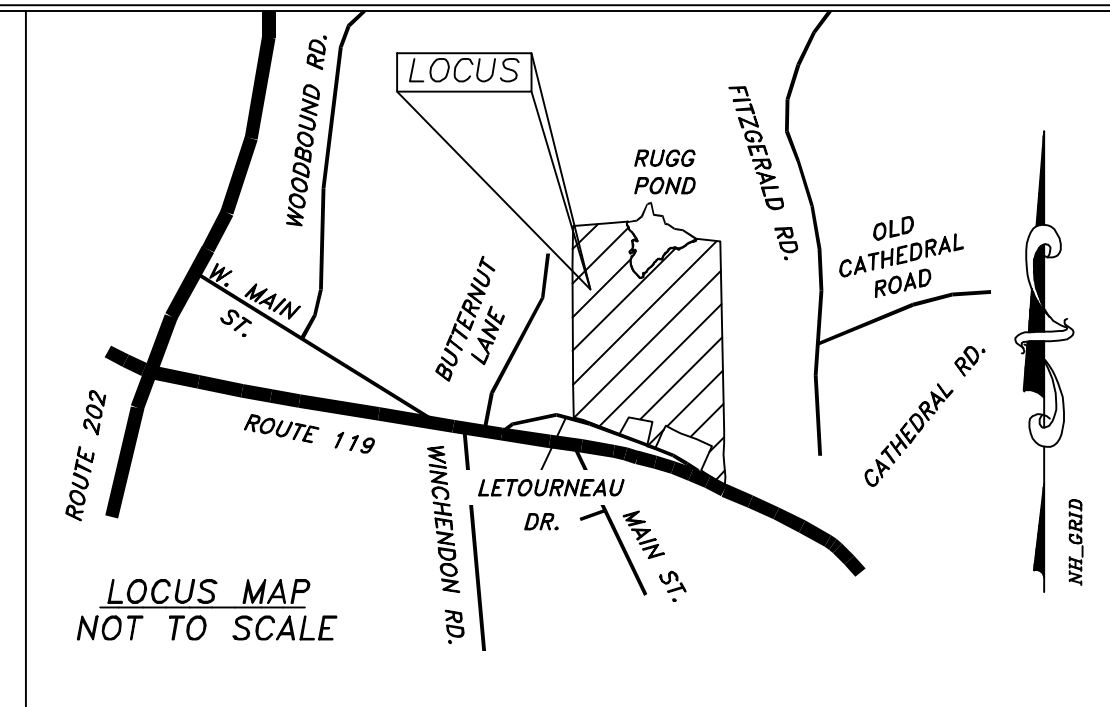 WOODBOUND RD.
LOCUS
FITZGERALD RD.
RUGG
POND
OLD
CATHEDRAL
ROAD
W. MAIN
ST.
BUTTERNUT
LANE
CATHEDRAL RD.
ROUTE 202
ROUTE 119
WINCHENDON RD.
LETOURNEAU
DR.
MAIN ST.
NH_GRID
LOCUS MAP
NOT TO SCALE